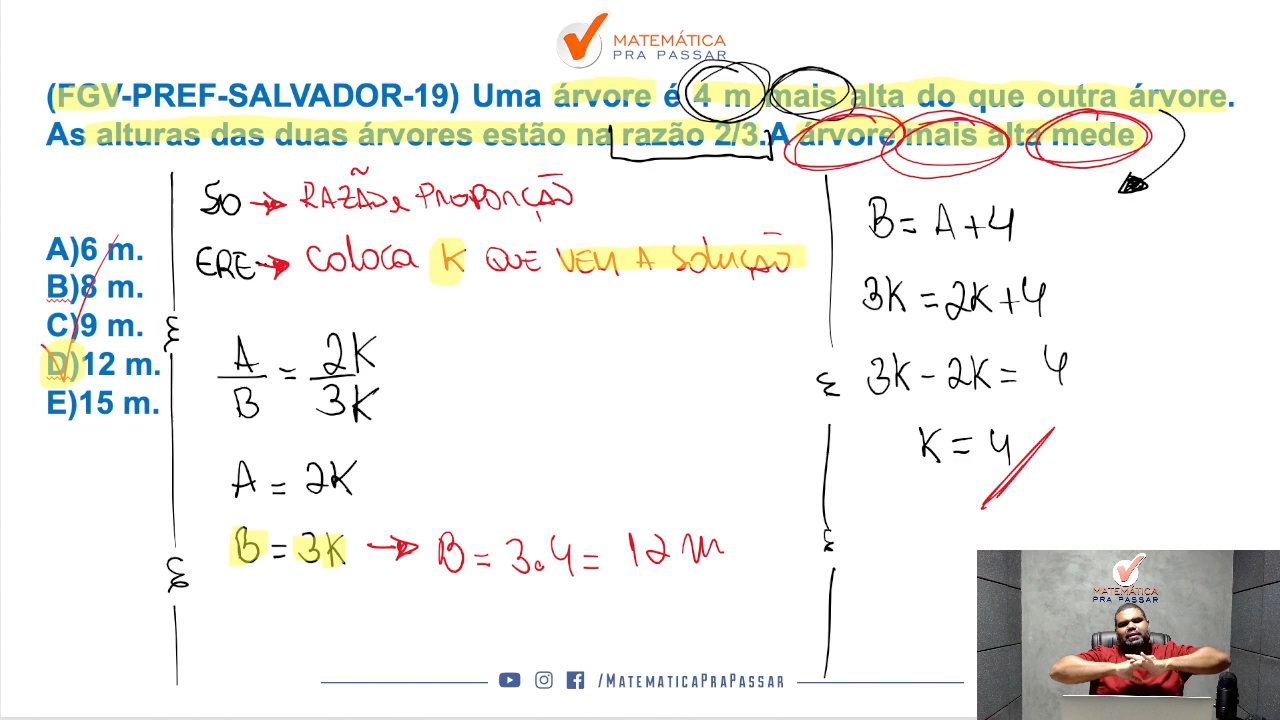 MATEMÁTICA
PRA PASSAR
(FGV-PREF-SALVADOR-19) Uma árvore é 4 m mais alta do que outra árvore.
As alturas das duas árvores estão na razão 2/3.A árvore mais alta mede
A)6 m.
B)8 m.
C)9 m.
D)12 m.
E)15 m.
RAZÃO e PROPORÇÃO
ERE → COLOCA K QUE VEM A SOLUÇÃO
A/B = 2K/3K
A = 2K
B = 3K → B = 3.4 = 12 m
B = A+4
3K = 2K+4
3K - 2K = 4
K = 4
MATEMÁTICA
PRA PASSAR
/MatematicaPraPassar